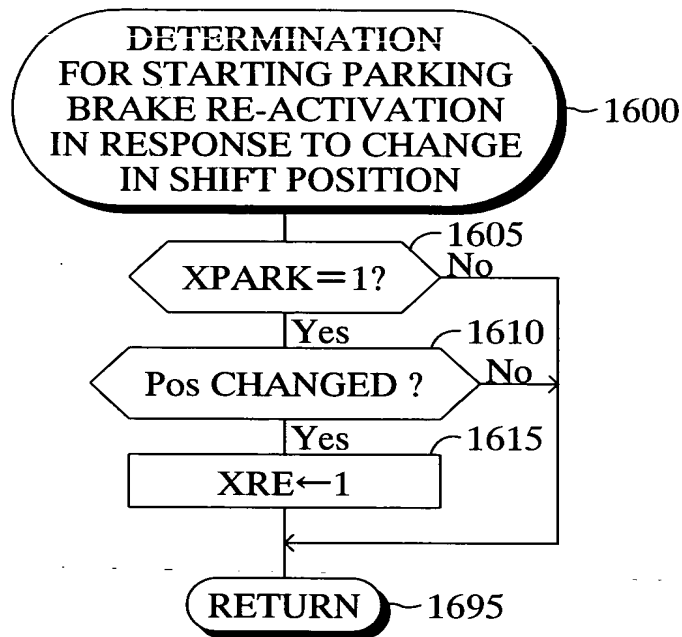 DETERMINATION
FOR STARTING PARKING
BRAKE RE-ACTIVATION
IN RESPONSE TO CHANGE
IN SHIFT POSITION
1600
1605
XPARK=1?
No
Yes
1610
Pos CHANGED ?
No
Yes
1615
XRE←1
RETURN
1695